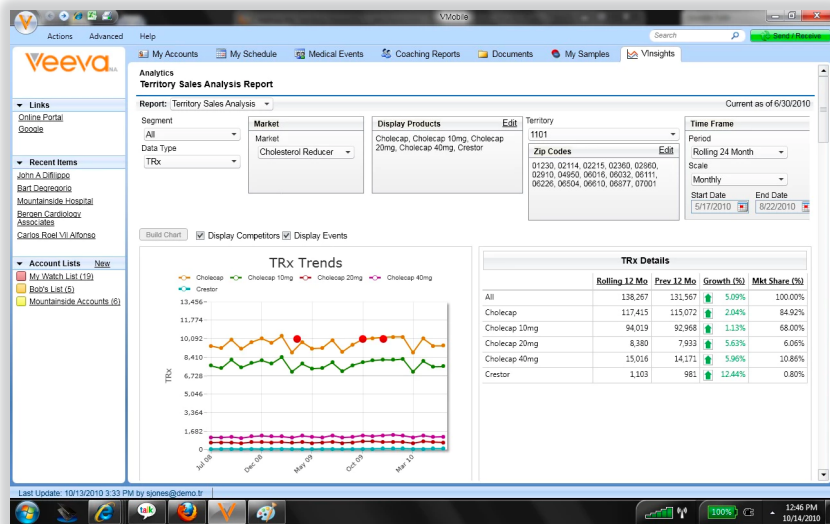 VMobile
Actions Advanced Help
Search
Send / Receive
Veeva
My Accounts My Schedule Medical Events Coaching Reports Documents My Samples VInsights
Analytics
Territory Sales Analysis Report
Report: Territory Sales Analysis
Current as of 6/30/2010
Links
Online Portal
Google
Recent Items
John A Difilippo
Bart Degregorio
Mountainside Hospital
Bergen Cardiology
Associates
Carlos Roel VII Alfonso
Account Lists New
My Watch List (19)
Bob's List (5)
Mountainside Accounts (6)
Segment
All
Data Type
TRx
Market
Market
Cholesterol Reducer
Display Products Edit
Cholecap, Cholecap 10mg, Cholecap
20mg, Cholecap 40mg, Crestor
Territory
1101
Zip Codes Edit
01230, 02114, 02215, 02360, 02860,
02910, 04950, 06016, 06032, 06111,
06226, 06504, 06610, 06877, 07001
Time Frame
Period
Rolling 24 Month
Scale
Monthly
Start Date End Date
5/17/2010 8/22/2010
Build Chart Display Competitors Display Events
TRx Trends
Cholecap Cholecap 10mg Cholecap 20mg Cholecap 40mg
Crestor
13,456
11,774
10,092
8,410
6,728
5,046
3,364
1,682
0
TRx
Jul 08 Dec 08 May 09 Oct 09 Mar 10
TRx Details
Rolling 12 Mo Prev 12 Mo Growth (%) Mkt Share (%)
All 138,267 131,567 5.09% 100.00%
Cholecap 117,415 115,072 2.04% 84.92%
Cholecap 10mg 94,019 92,968 1.13% 68.00%
Cholecap 20mg 8,380 7,933 5.63% 6.06%
Cholecap 40mg 15,016 14,171 5.96% 10.86%
Crestor 1,103 981 12.44% 0.80%
Last Update: 10/13/2010 3:33 PM by sjones@demo.tr
talk
100%
12:46 PM
10/14/2010